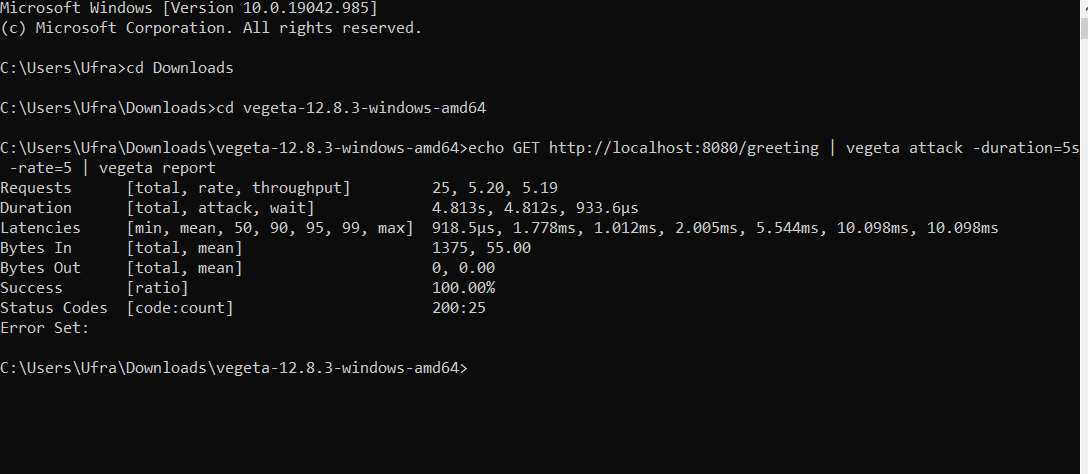 Microsoft Windows [Version 10.0.19042.985]
(c) Microsoft Corporation. All rights reserved.
C:\Users\Ufra>cd Downloads
C:\Users\Ufra\Downloads>cd vegeta-12.8.3-windows-amd64
C:\Users\Ufra\Downloads\vegeta-12.8.3-windows-amd64>echo GET http://localhost:8080/greeting | vegeta attack -duration=5s
-rate=5 | vegeta report
Requests [total, rate, throughput] 25, 5.20, 5.19
Duration [total, attack, wait] 4.813s, 4.812s, 933.6µs
Latencies [min, mean, 50, 90, 95, 99, max] 918.5µs, 1.778ms, 1.012ms, 2.005ms, 5.544ms, 10.098ms, 10.098ms
Bytes In [total, mean] 1375, 55.00
Bytes Out [total, mean] 0, 0.00
Success [ratio] 100.00%
Status Codes [code:count] 200:25
Error Set:
C:\Users\Ufra\Downloads\vegeta-12.8.3-windows-amd64>